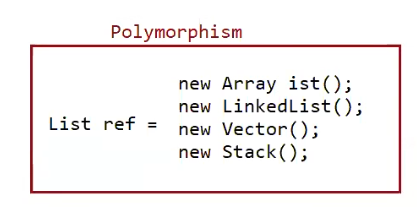 Polymorphism
new Array ist();
new LinkedList();
List ref =
new Vector();
new Stack();